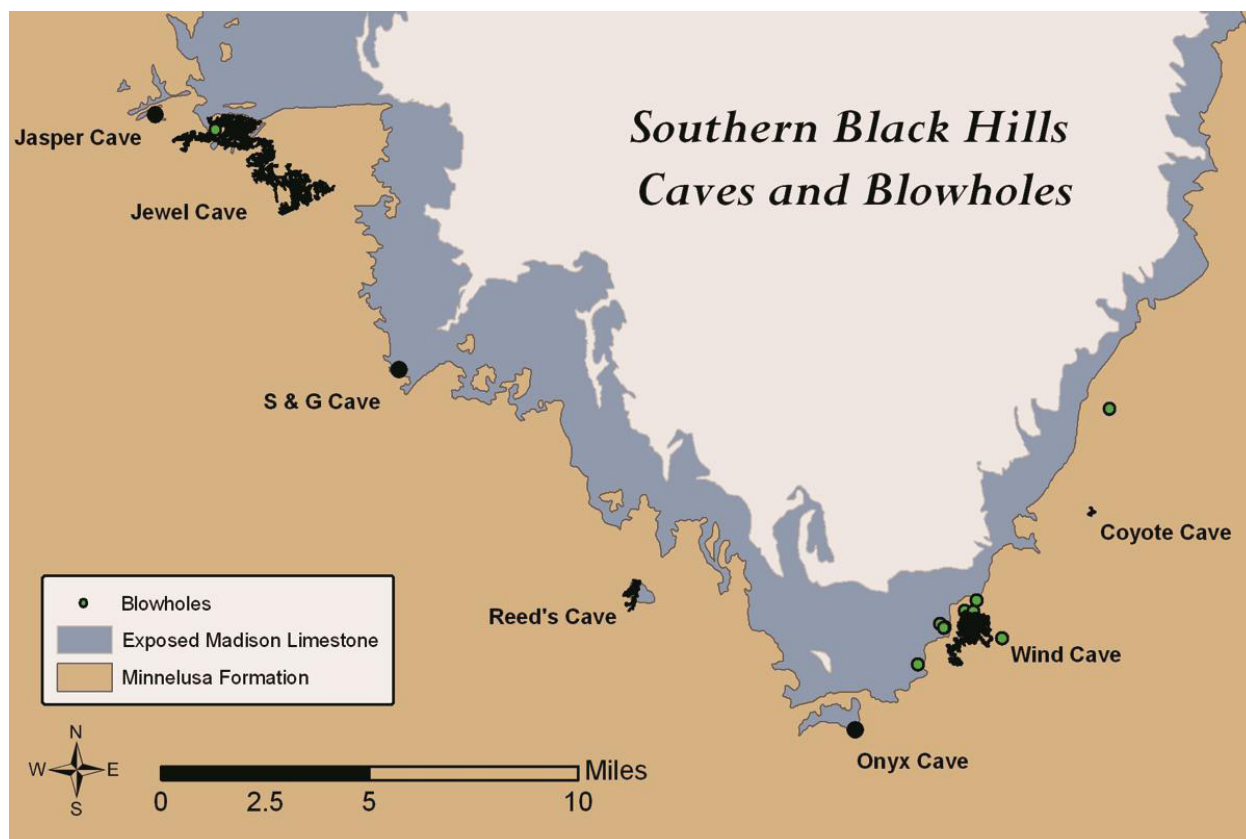 Southern Black Hills
Caves and Blowholes
Jasper Cave
Jewel Cave
S & G Cave
Coyote Cave
Reed's Cave
Wind Cave
Onyx Cave
Blowholes
Exposed Madison Limestone
Minnelusa Formation
N
W E
S
Miles
0 2.5 5 10